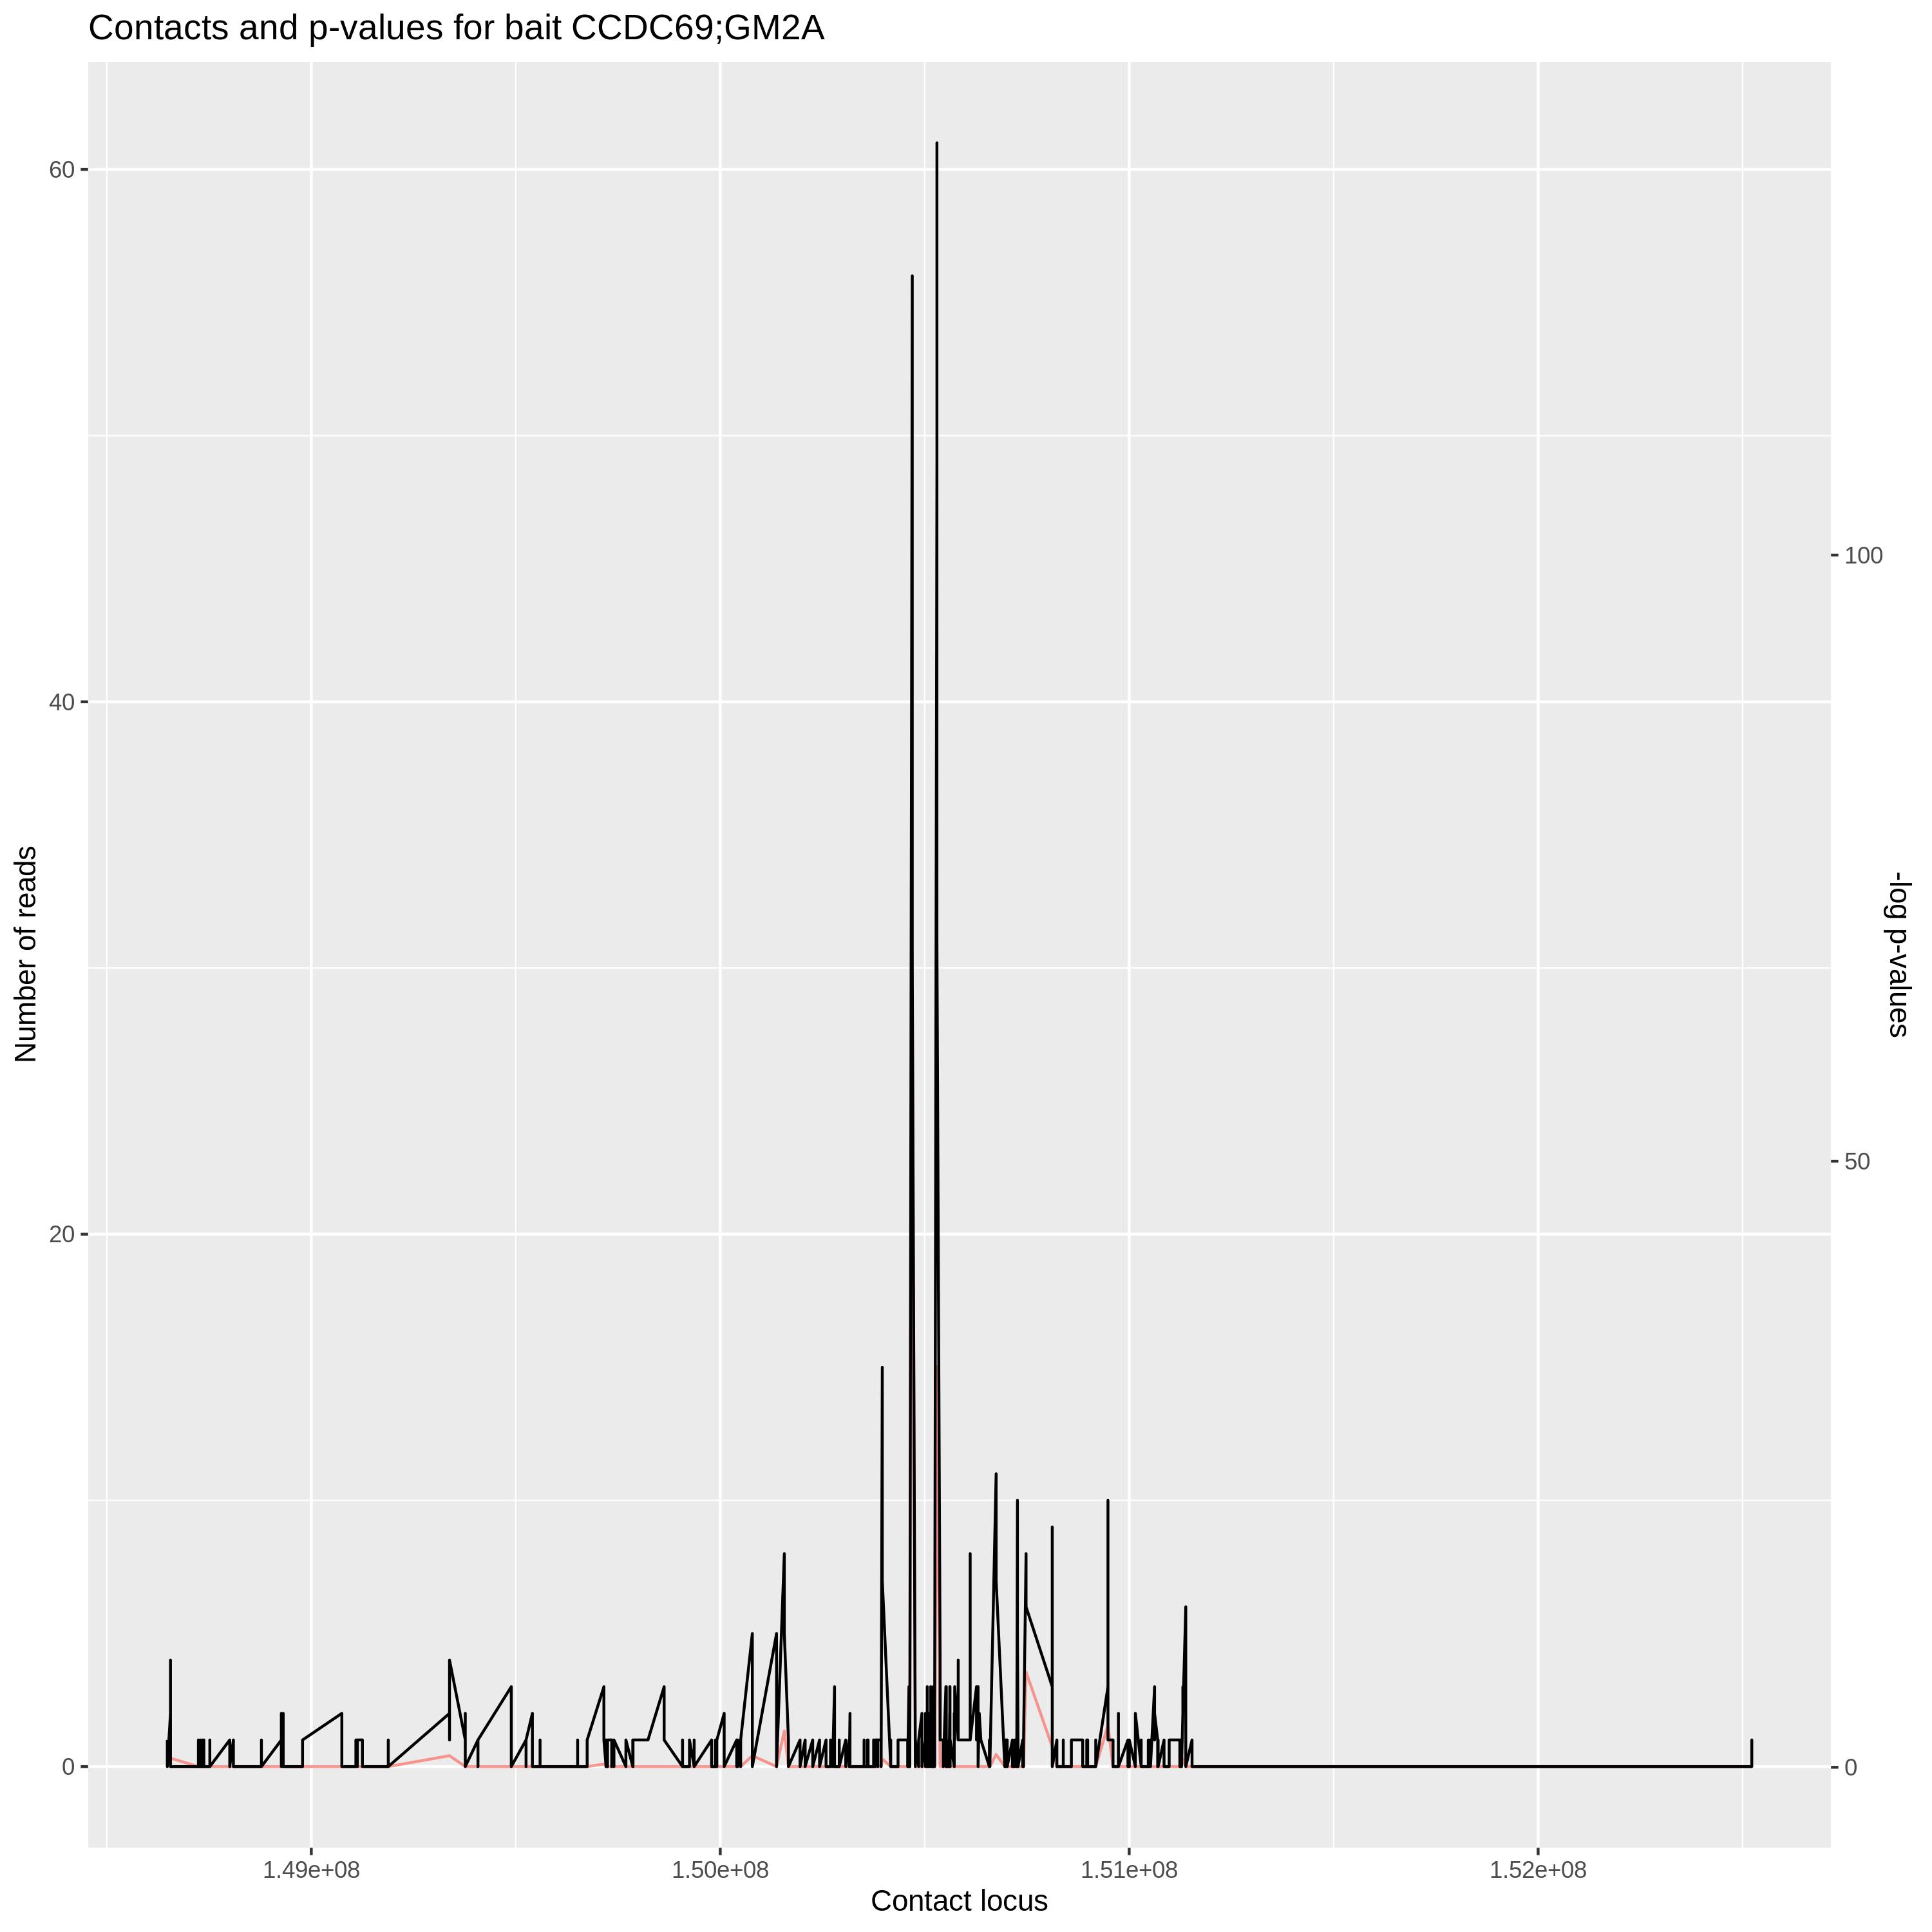 Contacts and p-values for bait CCDC69;GM2A
60
40
20
0
Number of reads
100
50
0
-log p-values
1.49e+08
1.50e+08
1.51e+08
1.52e+08
Contact locus